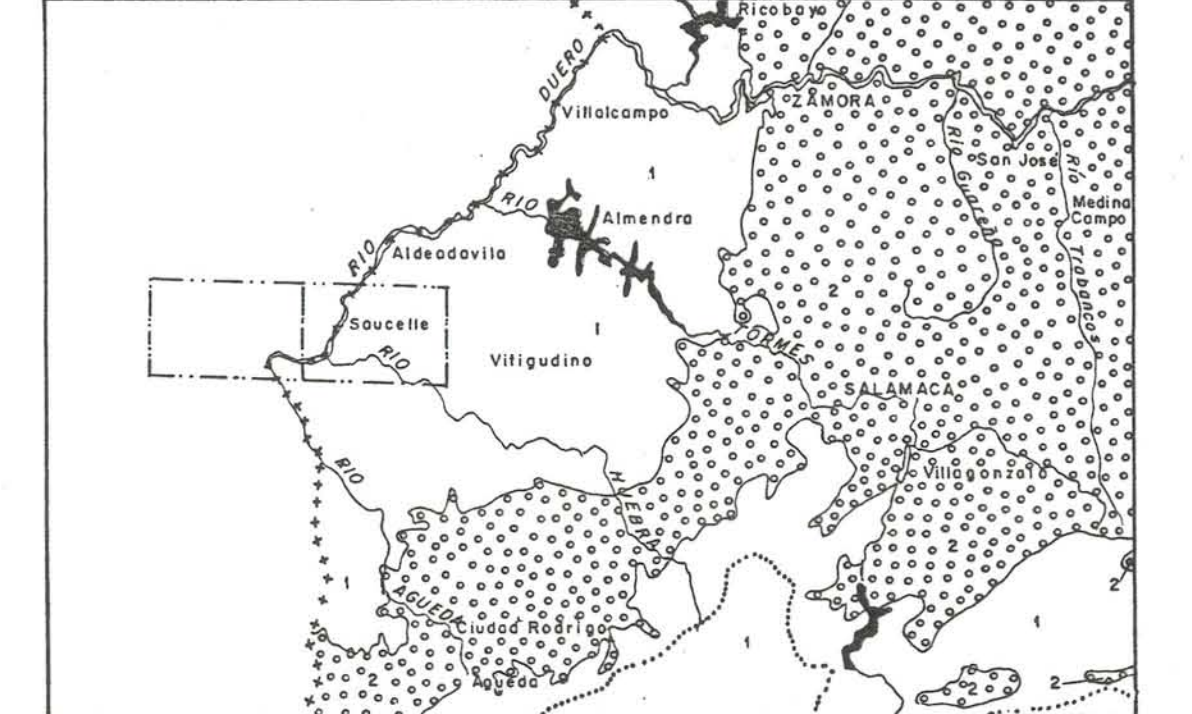 Ricobayo
DUERO
ZAMORA
Villalcampo
RIO GUAREÑA
San José
RÍO TRABANCOS
1
RIO
Almendra
Medina
Campo
RIO
Aldeadavila
2
Saucelle
1
TORMES
RIO
Vitigudino
SALAMACA
RIO
Villagonzalo
HUEBRA
2
1
2
AGUEDA
Ciudad Rodrigo
1
1
2
Agueda
2
2